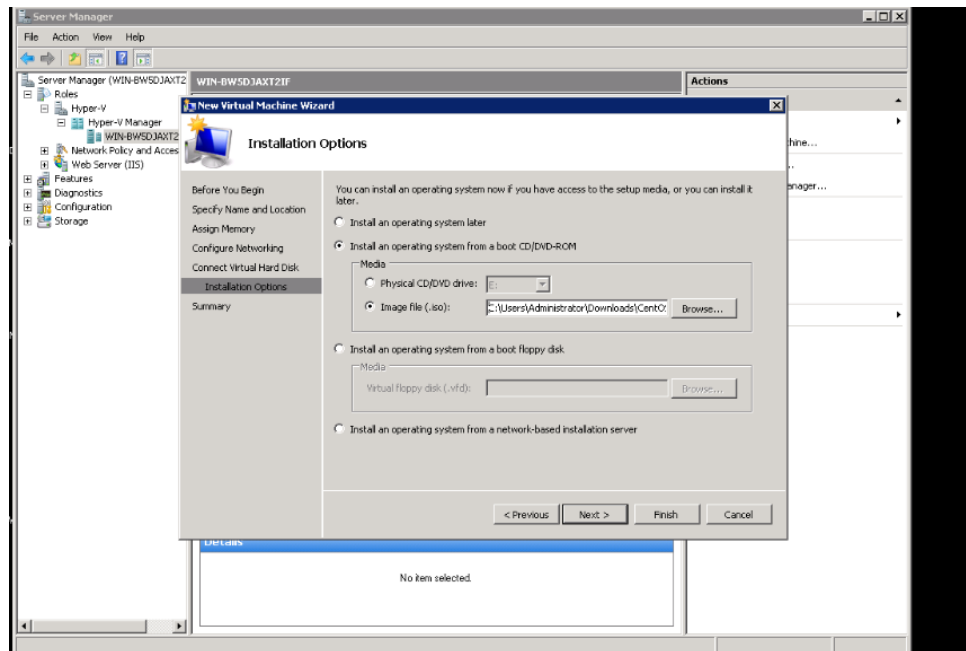 Server Manager
File Action View Help
Server Manager (WIN-BW5DJAXT2
Roles
Hyper-V
Hyper-V Manager
WIN-BW5DJAXT2
Network Policy and Acces
Web Server (IIS)
Features
Diagnostics
Configuration
Storage
WIN-BW5DJAXT2IF
Actions
hine...
anager...
New Virtual Machine Wizard
Installation Options
Before You Begin
Specify Name and Location
Assign Memory
Configure Networking
Connect Virtual Hard Disk
Installation Options
Summary
You can install an operating system now if you have access to the setup media, or you can install it
later.
Install an operating system later
Install an operating system from a boot CD/DVD-ROM
Media
Physical CD/DVD drive: E:
Image file (.iso): C:\Users\Administrator\Downloads\CentO Browse...
Install an operating system from a boot floppy disk
Media
Virtual floppy disk (.vfd): Browse...
Install an operating system from a network-based installation server
< Previous Next > Finish Cancel
Details
No item selected.